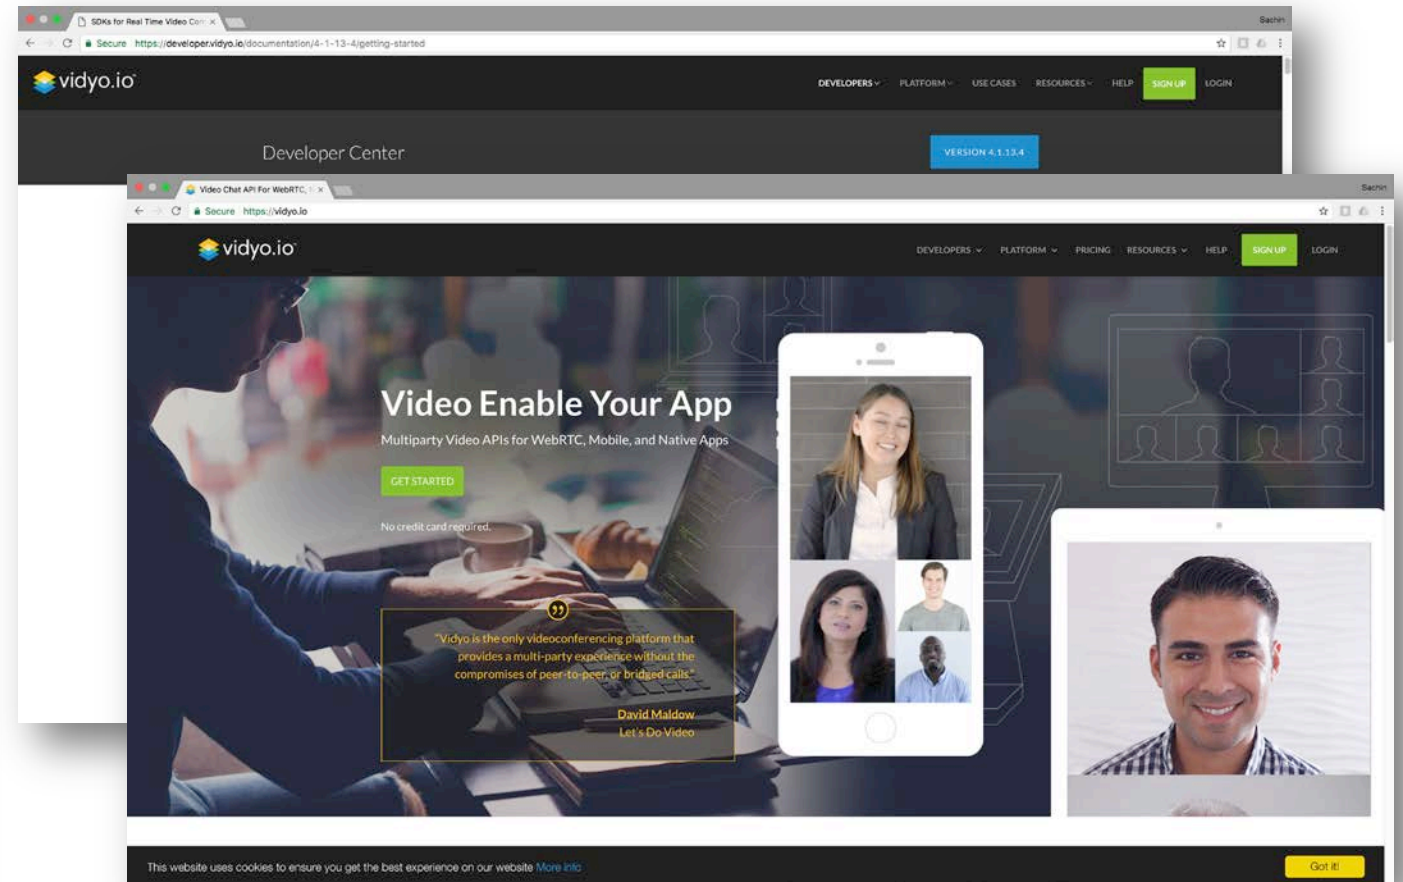 SDKs for Real Time Video Com
Sachin
Secure https://developer.vidyo.io/documentation/4-1-13-4/getting-started
vidyo.io
DEVELOPERS PLATFORM USE CASES RESOURCES HELP SIGN UP LOGIN
Developer Center
VERSION 4.1.13.4
Video Chat API For WebRTC,
Sachin
Secure https://vidyo.io
vidyo.io
DEVELOPERS PLATFORM PRICING RESOURCES HELP SIGN UP LOGIN
Video Enable Your App
Multiparty Video APIs for WebRTC, Mobile, and Native Apps
GET STARTED
No credit card required.
"Vidyo is the only videoconferencing platform that
provides a multi-party experience without the
compromises of peer-to-peer, or bridged calls."
David Maldow
Let's Do Video
This website uses cookies to ensure you get the best experience on our website More info
Got it!